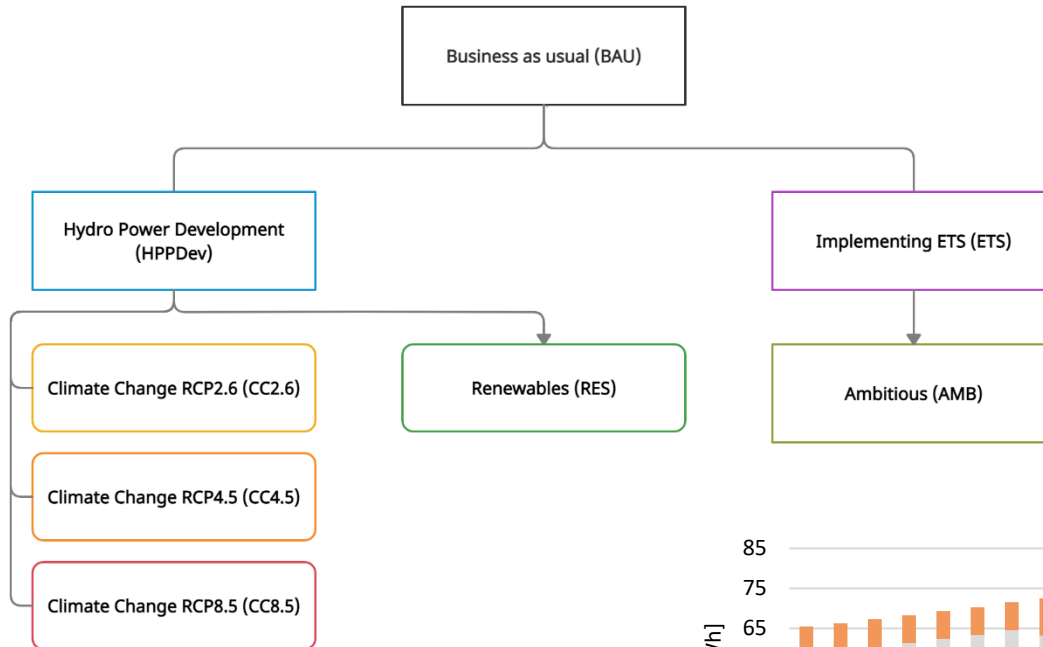 Business as usual (BAU)
Hydro Power Development
(HPPDev)
Implementing ETS (ETS)
Climate Change RCP2.6 (CC2.6)
Renewables (RES)
Ambitious (AMB)
Climate Change RCP4.5 (CC4.5)
Climate Change RCP8.5 (CC8.5)
85
75
65